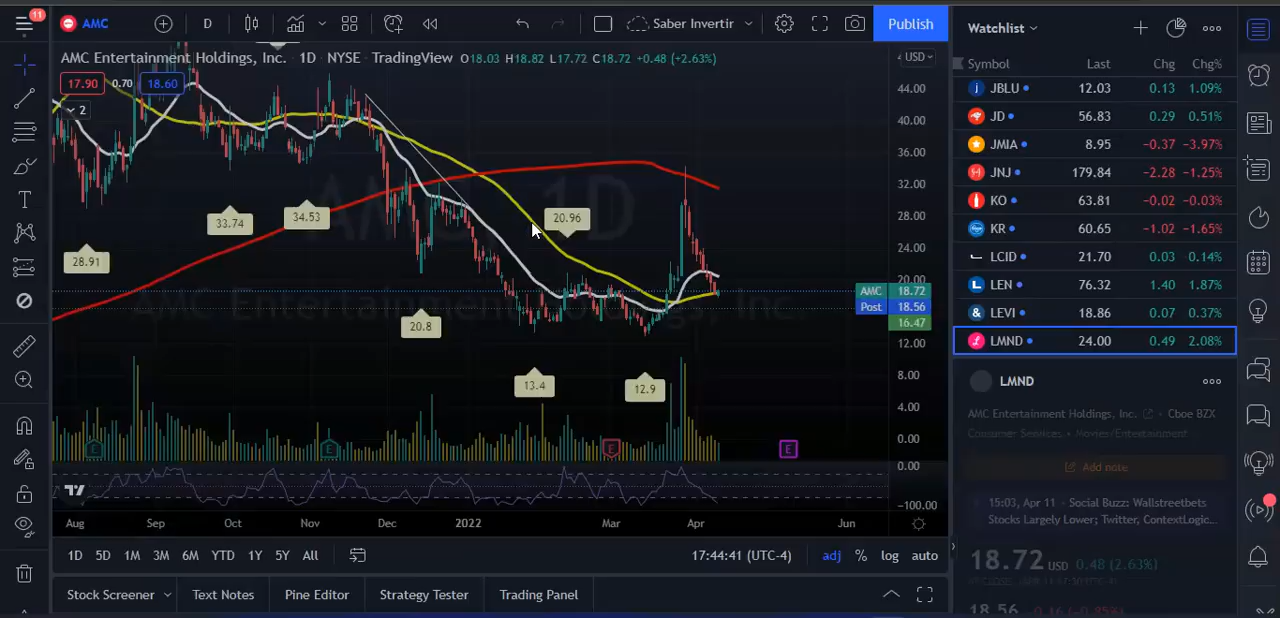 11
AMC
D
Saber Invertir
Publish
AMC Entertainment Holdings, Inc. · 1D · NYSE · TradingView O18.03 H18.82 L17.72 C18.72 +0.48 (+2.63%)
USD
17.90 0.70 18.60
2
44.00
40.00
36.00
32.00
28.00
24.00
20.00
AMC 18.72
Post 18.56
16.47
12.00
8.00
4.00
0.00
0.00
−100.00
AMC, 1D
AMC Entertainment Holdings, Inc.
28.91
33.74
34.53
20.8
13.4
20.96
12.9
E
E
E
E
Aug Sep Oct Nov Dec 2022 Mar Apr Jun
1D 5D 1M 3M 6M YTD 1Y 5Y All
17:44:41 (UTC-4) adj % log auto
Stock Screener Text Notes Pine Editor Strategy Tester Trading Panel
Watchlist
Symbol Last Chg Chg%
JBLU 12.03 0.13 1.09%
JD 56.83 0.29 0.51%
JMIA 8.95 −0.37 −3.97%
JNJ 179.84 −2.28 −1.25%
KO 63.81 −0.02 −0.03%
KR 60.65 −1.02 −1.65%
LCID 21.70 0.03 0.14%
LEN 76.32 1.40 1.87%
LEVI 18.86 0.07 0.37%
LMND 24.00 0.49 2.08%
LMND
AMC Entertainment Holdings, Inc. · Cboe BZX
Consumer Services · Movies/Entertainment
Add note
15:03, Apr 11 · Social Buzz: Wallstreetbets
Stocks Largely Lower; Twitter, ContextLogic...
18.72 USD 0.48 (2.63%)
18.56 −0.16 (−0.85%)